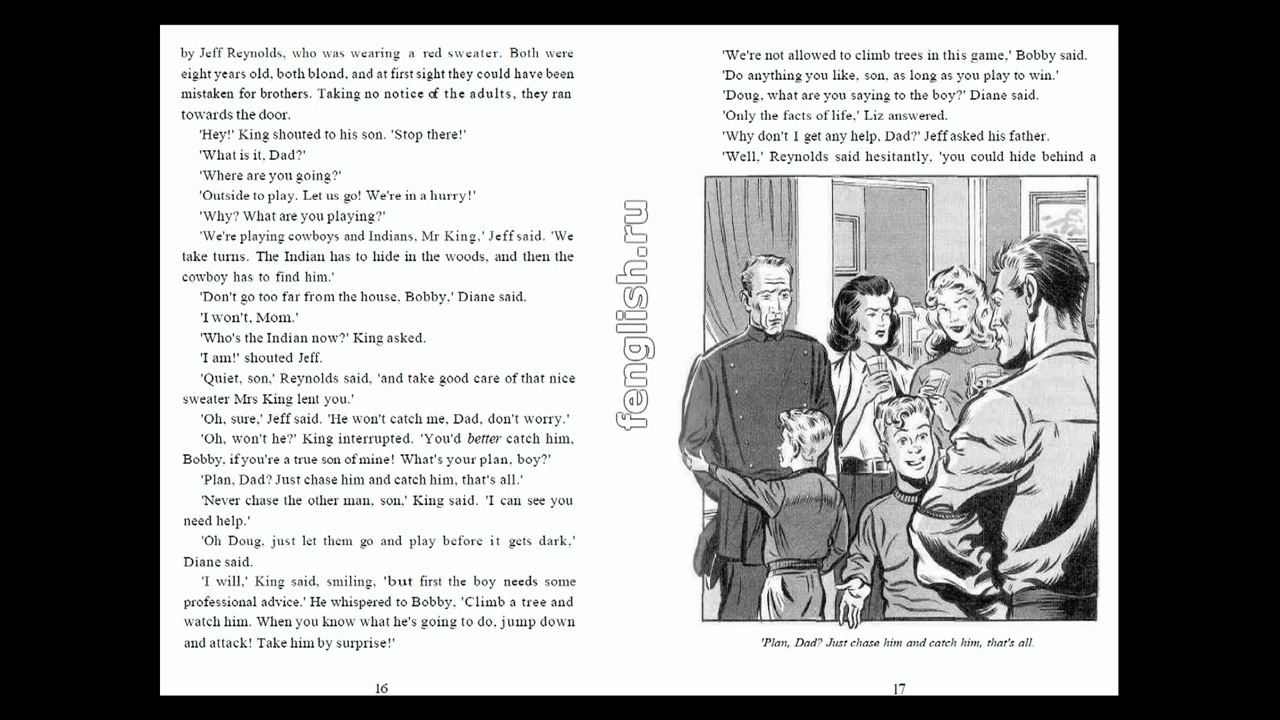 by Jeff Reynolds, who was wearing a red sweater. Both were
eight years old, both blond, and at first sight they could have been
mistaken for brothers. Taking no notice of the adults, they ran
towards the door.
'Hey!' King shouted to his son. 'Stop there!'
'What is it, Dad?'
'Where are you going?'
'Outside to play. Let us go! We're in a hurry!'
'Why? What are you playing?'
'We're playing cowboys and Indians, Mr King,' Jeff said. 'We
take turns. The Indian has to hide in the woods, and then the
cowboy has to find him.'
'Don't go too far from the house, Bobby,' Diane said.
'I won't, Mom.'
'Who's the Indian now?' King asked.
'I am!' shouted Jeff.
'Quiet, son,' Reynolds said, 'and take good care of that nice
sweater Mrs King lent you.'
'Oh, sure,' Jeff said. 'He won't catch me, Dad, don't worry.'
'Oh, won't he?' King interrupted. 'You'd better catch him,
Bobby, if you're a true son of mine! What's your plan, boy?'
'Plan, Dad? Just chase him and catch him, that's all.'
'Never chase the other man, son,' King said. 'I can see you
need help.'
'Oh Doug, just let them go and play before it gets dark,'
Diane said.
'I will,' King said, smiling, 'but first the boy needs some
professional advice.' He whispered to Bobby, 'Climb a tree and
watch him. When you know what he's going to do, jump down
and attack! Take him by surprise!'
16
fenglish.ru
'We're not allowed to climb trees in this game,' Bobby said.
'Do anything you like, son, as long as you play to win.'
'Doug, what are you saying to the boy?' Diane said.
'Only the facts of life,' Liz answered.
'Why don't I get any help, Dad?' Jeff asked his father.
'Well,' Reynolds said hesitantly, 'you could hide behind a
'Plan, Dad? Just chase him and catch him, that's all.
17